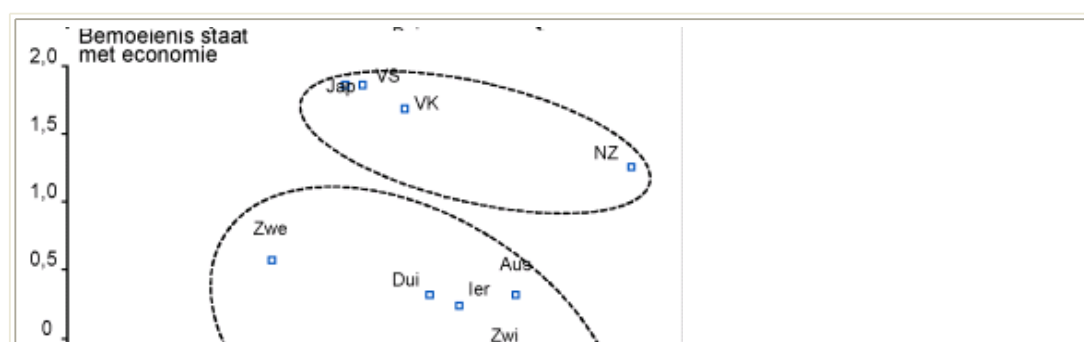 Bemoeienis staat
met economie
2,0
VS
Jap
VK
1,5
NZ
1,0
Zwe
0,5
Aus
Dui
Ier
0
Zwi